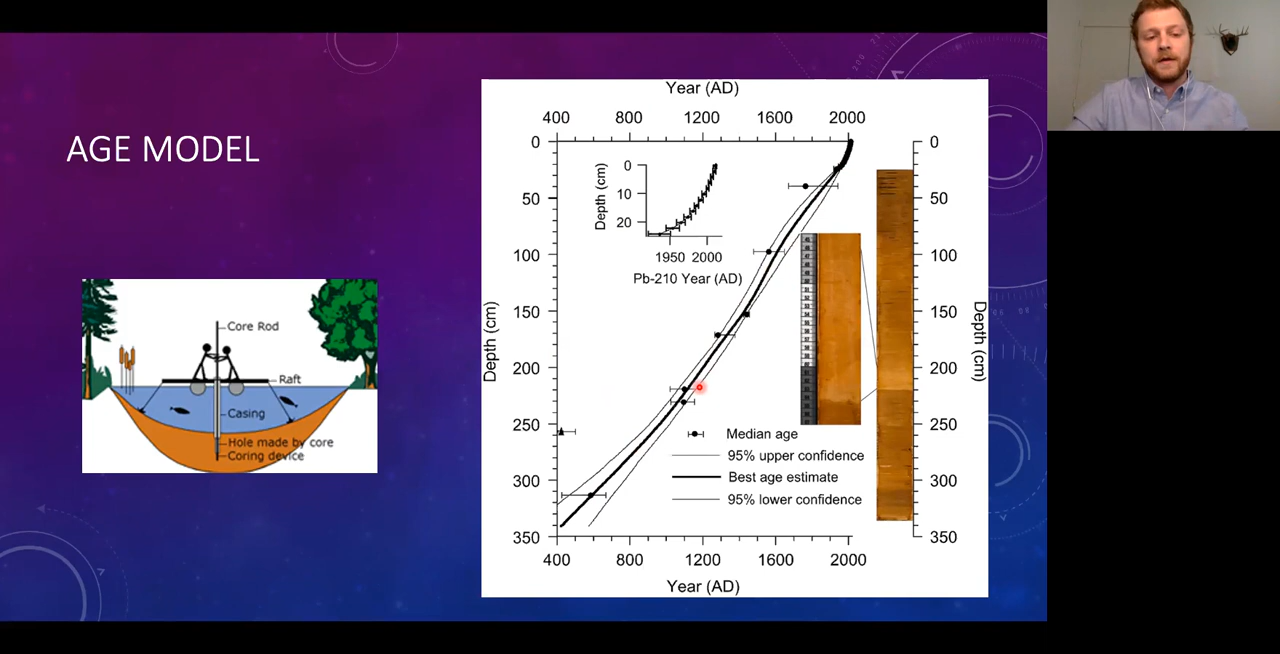 AGE MODEL
Core Rod
Raft
Casing
Hole made by core
Coring device
Year (AD)
400 800 1200 1600 2000
0
50
100
150
200
250
300
350
Depth (cm)
0
10
20
Depth (cm)
1950 2000
Pb-210 Year (AD)
Median age
95% upper confidence
Best age estimate
95% lower confidence
0
50
100
150
200
250
300
350
Depth (cm)
400 800 1200 1600 2000
Year (AD)